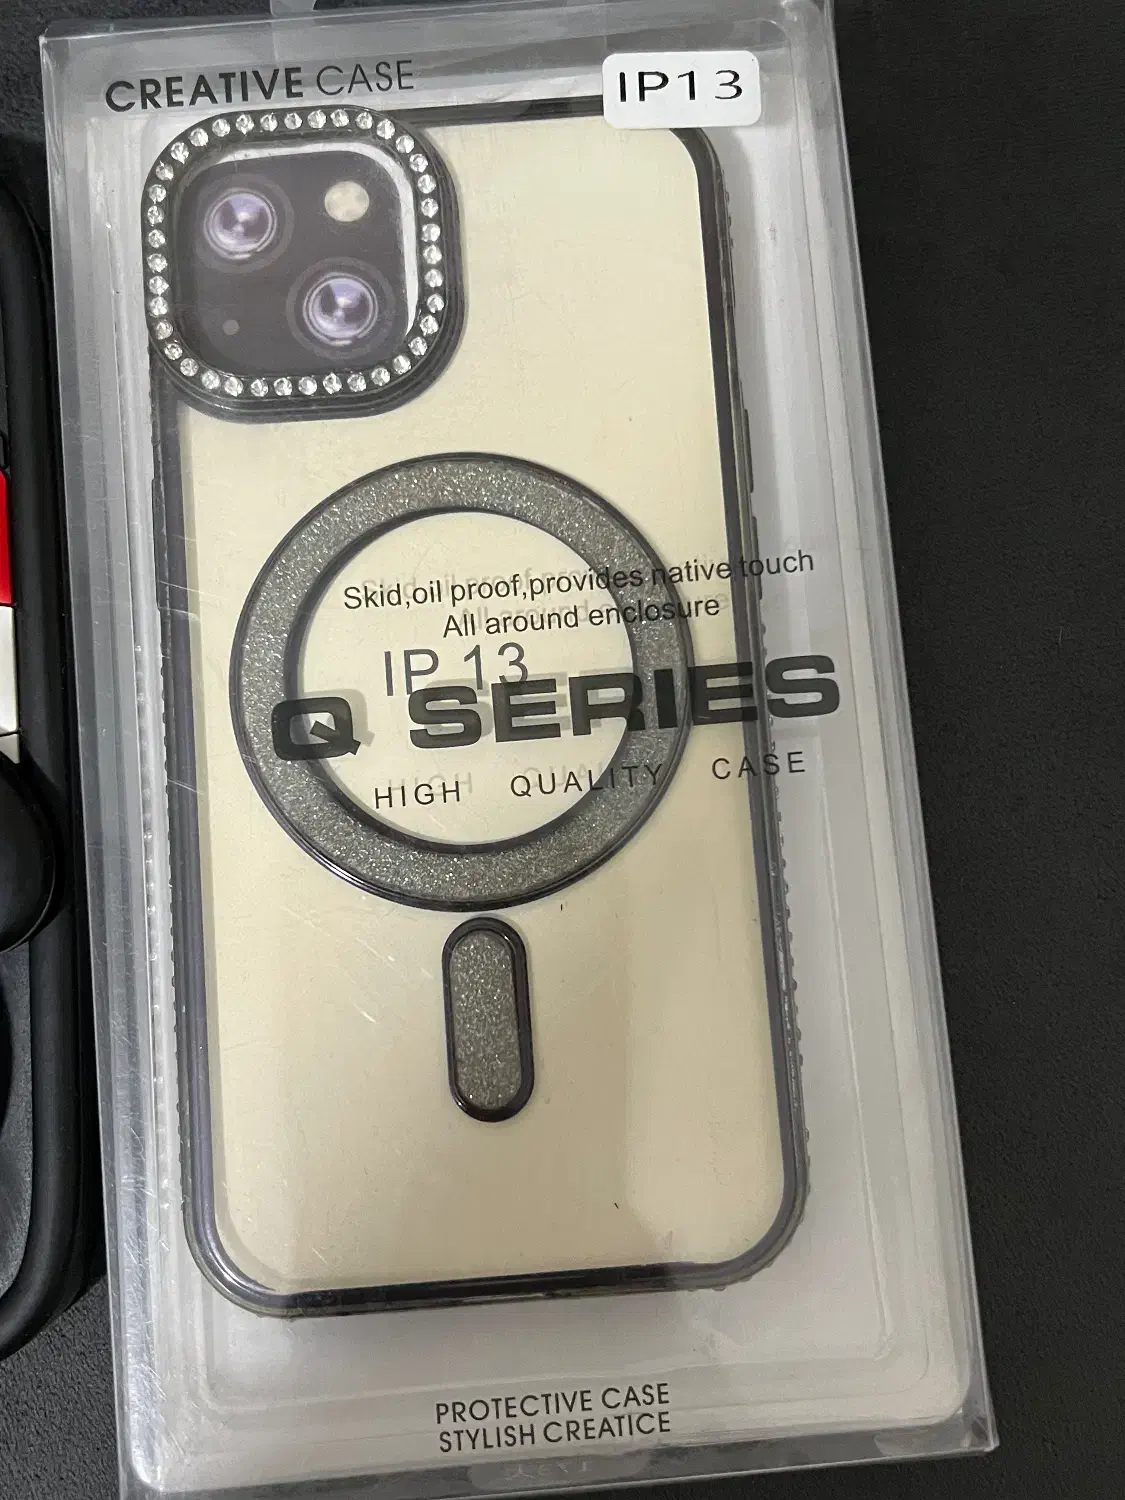 CREATIVE CASE
IP13
Skid,oil proof,provides native touch
All around enclosure
IP 13
Q SERIES
HIGH QUALITY CASE
PROTECTIVE CASE
STYLISH CREATICE